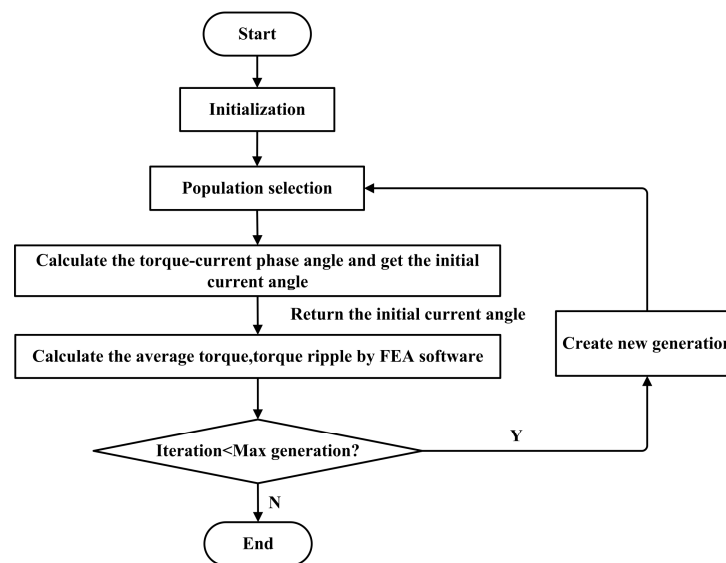 Start
Initialization
Population selection
Calculate the torque-current phase angle and get the initial
current angle
Return the initial current angle
Create new generation
Calculate the average torque,torque ripple by FEA software
Iteration<Max generation?
Y
N
End